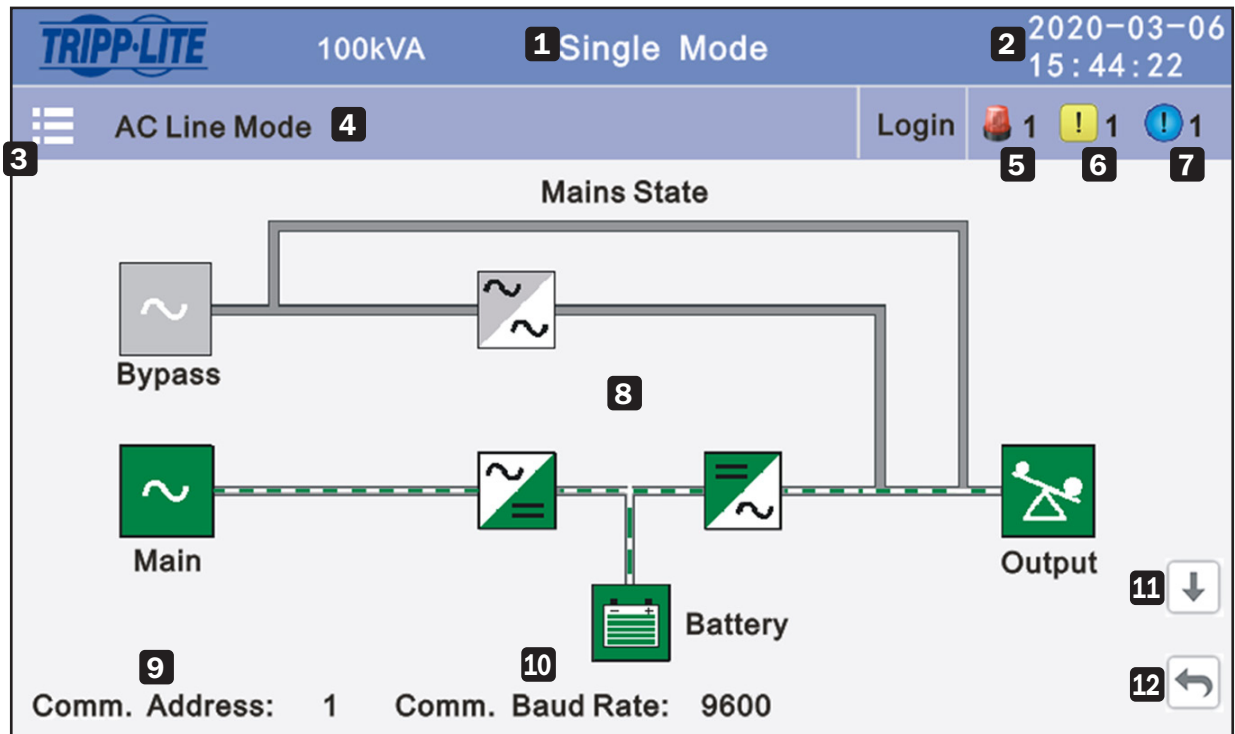 TRIPP·LITE 100kVA 1 Single Mode 2 2020-03-06
15:44:22
3 AC Line Mode 4 Login 1 ! 1 ! 1
5 6 7
Mains State
Bypass
8
Main
Output
11
Battery
9 10 12
Comm. Address: 1 Comm. Baud Rate: 9600